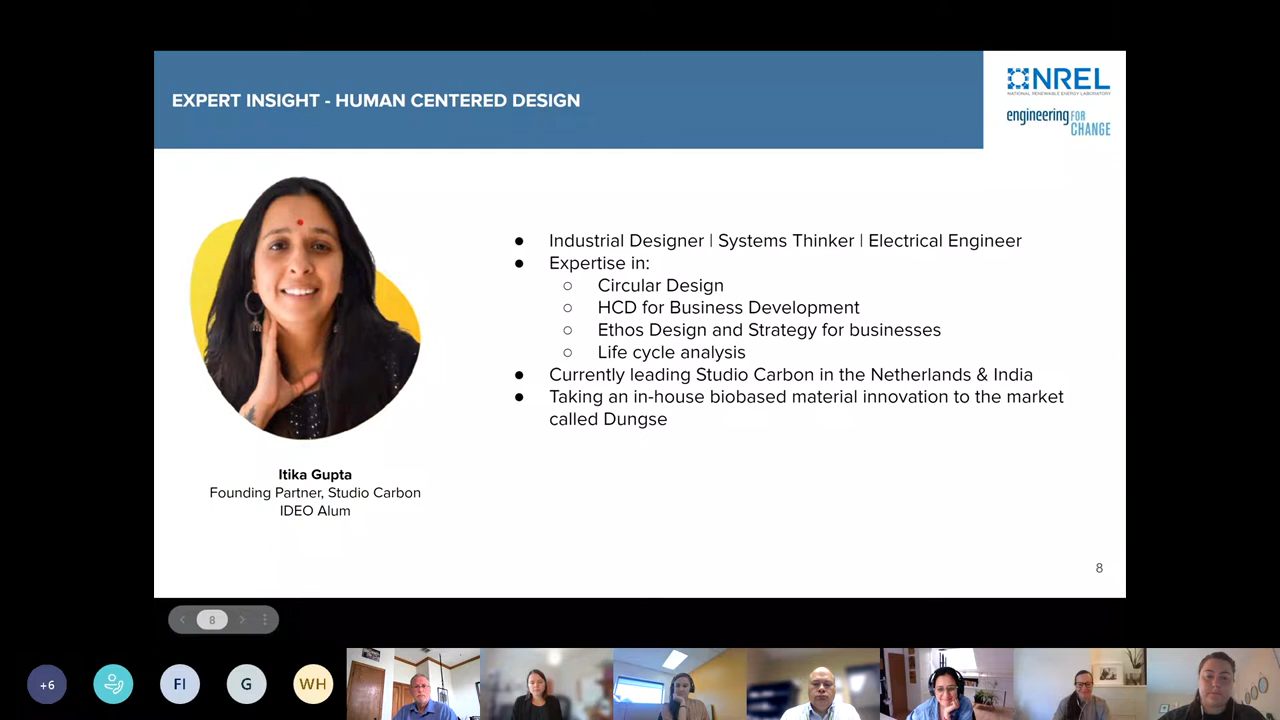 EXPERT INSIGHT - HUMAN CENTERED DESIGN
NREL
NATIONAL RENEWABLE ENERGY LABORATORY
engineering FOR
CHANGE
● Industrial Designer | Systems Thinker | Electrical Engineer
● Expertise in:
○ Circular Design
○ HCD for Business Development
○ Ethos Design and Strategy for businesses
○ Life cycle analysis
● Currently leading Studio Carbon in the Netherlands & India
● Taking an in-house biobased material innovation to the market
called Dungse
Itika Gupta
Founding Partner, Studio Carbon
IDEO Alum
8
8
+6
FI
G
WH